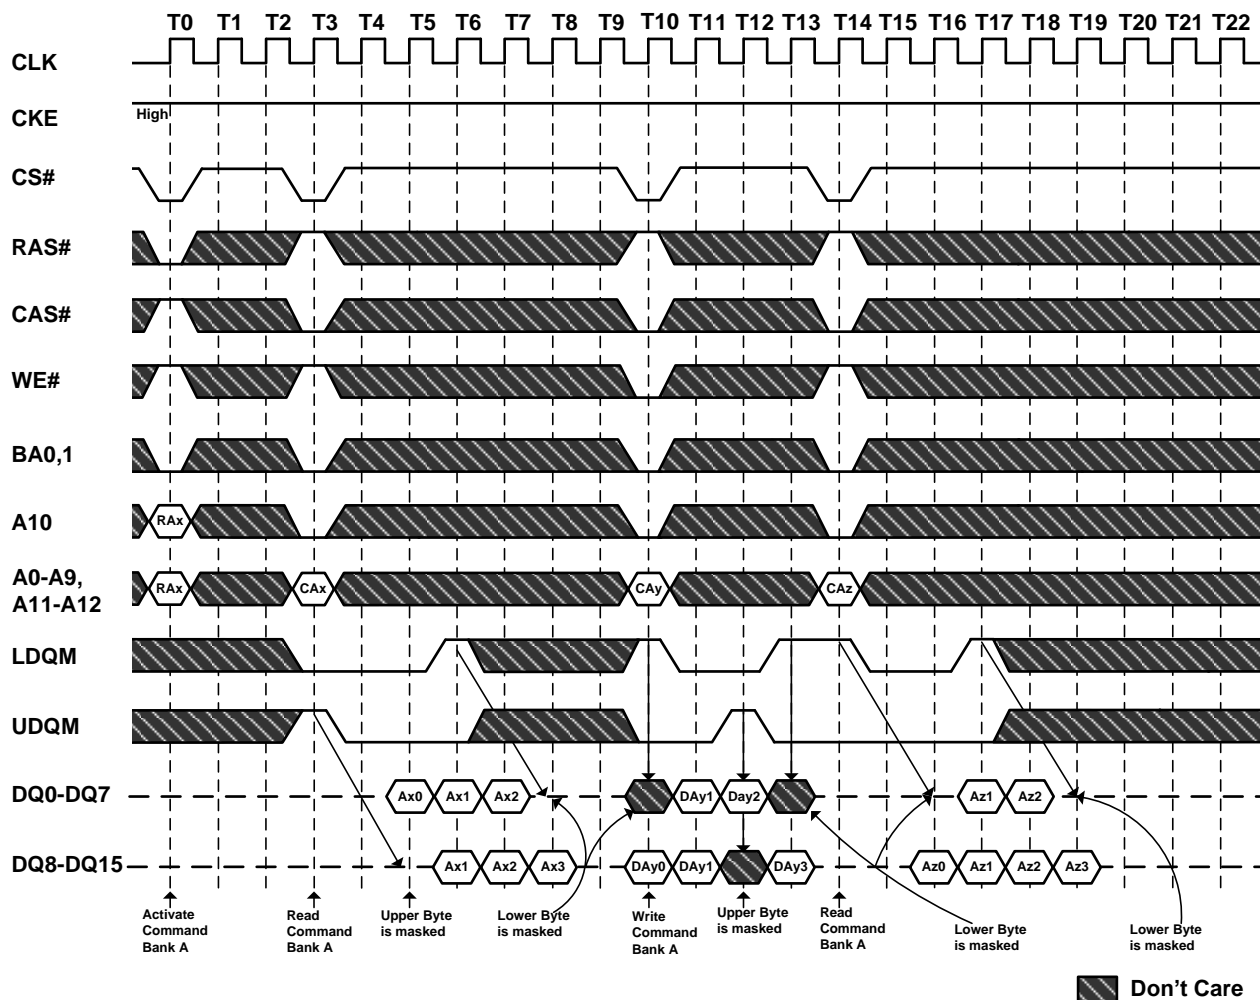 T0 T1 T2 T3 T4 T5 T6 T7 T8 T9 T10 T11 T12 T13 T14 T15 T16 T17 T18 T19 T20 T21 T22
CLK
CKE
High
CS#
RAS#
CAS#
WE#
BA0,1
A10
RAx
A0-A9,
A11-A12
RAx CAx CAy CAz
LDQM
UDQM
DQ0-DQ7
Ax0 Ax1 Ax2 DAy1 Day2 Az1 Az2
DQ8-DQ15
Ax1 Ax2 Ax3 DAy0 DAy1 DAy3 Az0 Az1 Az2 Az3
Activate
Command
Bank A
Read
Command
Bank A
Upper Byte
is masked
Lower Byte
is masked
Write
Command
Bank A
Upper Byte
is masked
Read
Command
Bank A
Lower Byte
is masked
Lower Byte
is masked
Don't Care